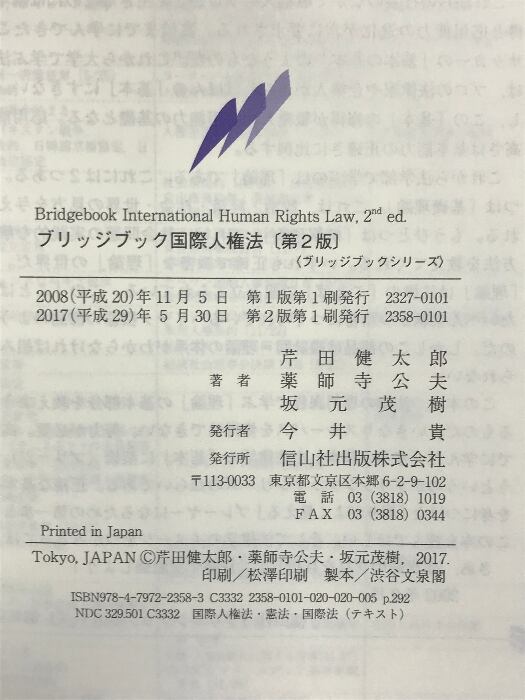 Bridgebook International Human Rights Law, 2nd ed.
ブリッジブック国際人権法〔第2版〕
〈ブリッジブックシリーズ〉
2008(平成20)年11月5日 第1版第1刷発行 2327-0101
2017(平成29)年5月30日 第2版第1刷発行 2358-0101
芹田健太郎
著者 薬師寺公夫
坂元茂樹
発行者 今井 貴
発行所 信山社出版株式会社
〒113-0033 東京都文京区本郷6-2-9-102
電話 03(3818)1019
FAX 03(3818)0344
Printed in Japan
Tokyo, JAPAN ©芹田健太郎・薬師寺公夫・坂元茂樹, 2017.
印刷/松澤印刷 製本/渋谷文泉閣
ISBN978-4-7972-2358-3 C3332 2358-0101-020-020-005 p.292
NDC 329.501 C3332 国際人権法・憲法・国際法(テキスト)